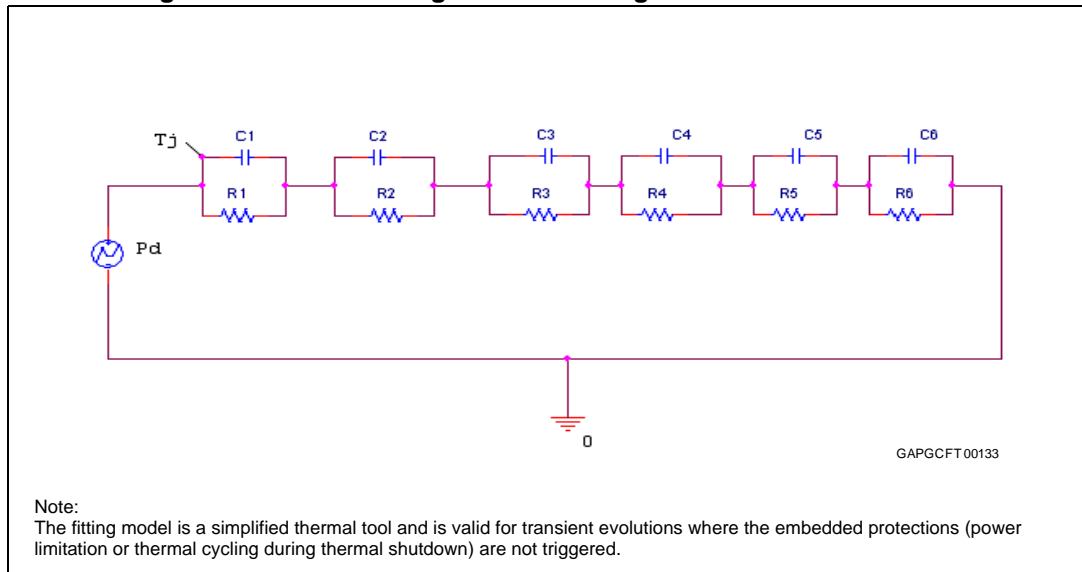 Tj C1 C2 C3 C4 C5 C6
R1 R2 R3 R4 R5 R6
Pd
0
GAPGCFT00133
Note:
The fitting model is a simplified thermal tool and is valid for transient evolutions where the embedded protections (power
limitation or thermal cycling during thermal shutdown) are not triggered.